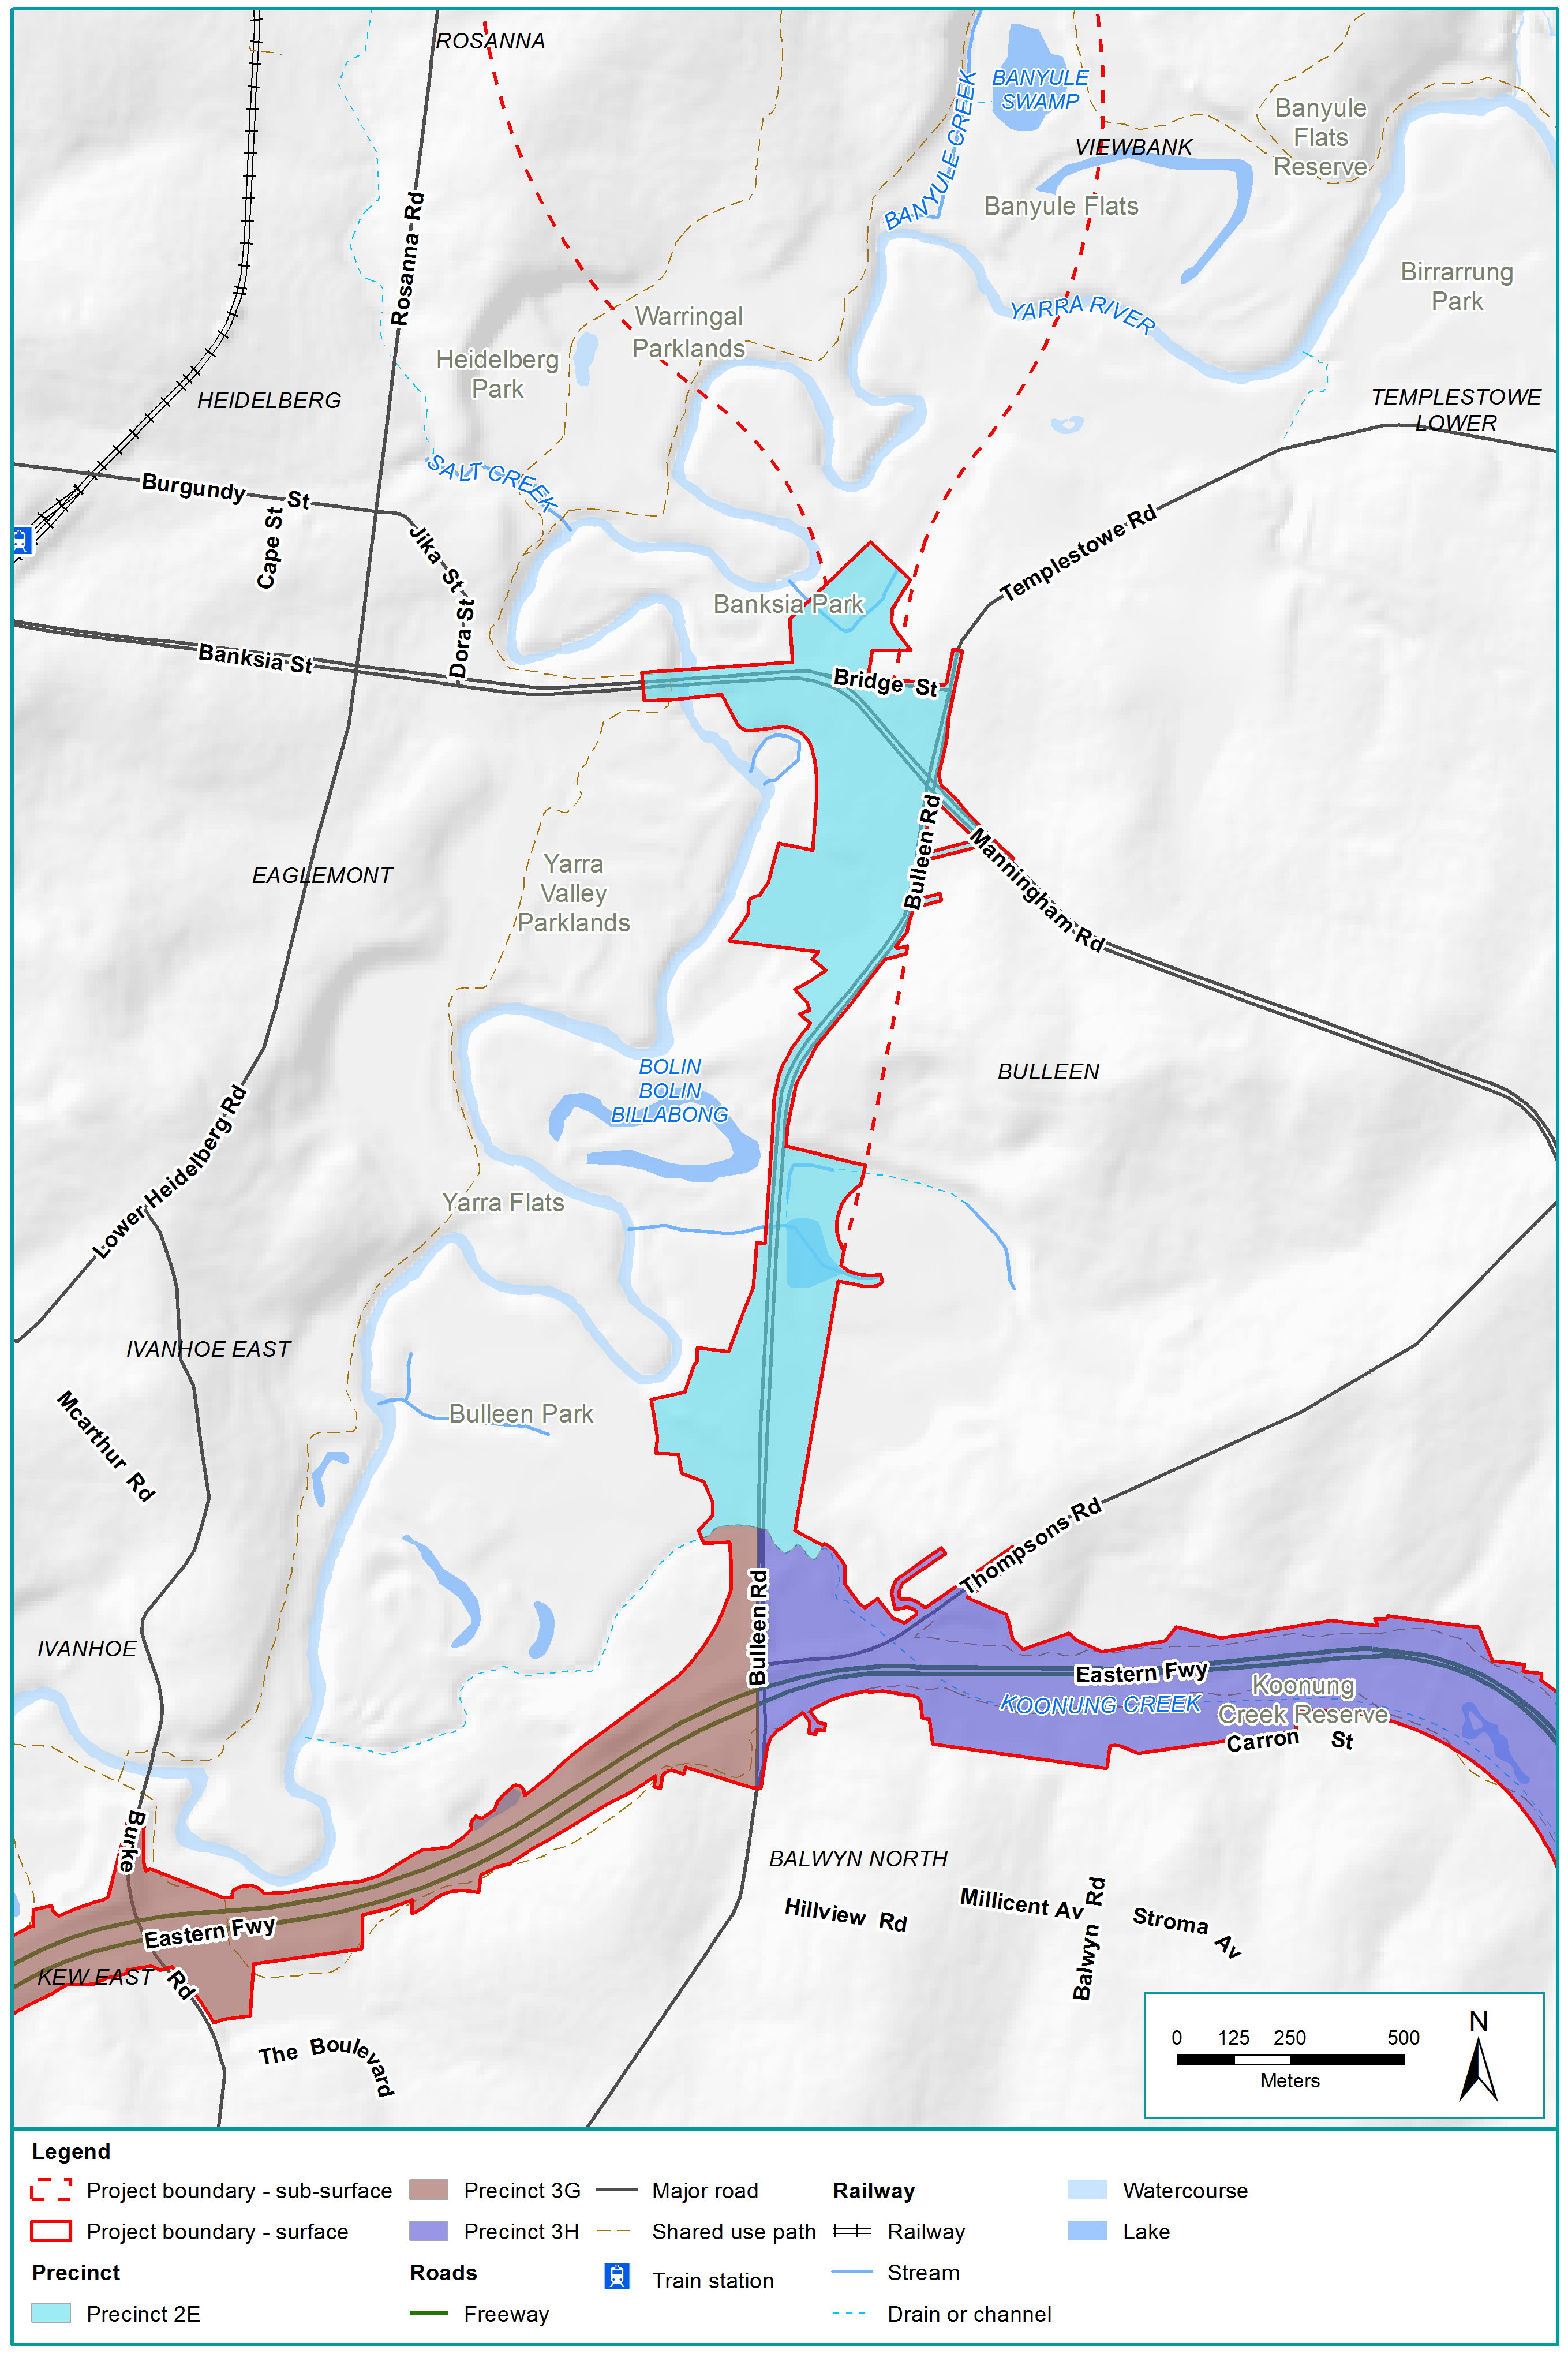 ROSANNA
BANYULE
SWAMP
BANYULE CREEK
VIEWBANK
Banyule
Flats
Reserve
Banyule Flats
Rosanna Rd
Birrarrung
Park
YARRA RIVER
Warringal
Parklands
Heidelberg
Park
HEIDELBERG
TEMPLESTOWE
LOWER
SALT CREEK
Burgundy St
Cape St
Jika St
Templestowe Rd
Banksia Park
Dora St
Banksia St
Bridge St
Bulleen Rd
Manningham Rd
EAGLEMONT
Yarra
Valley
Parklands
BOLIN
BOLIN
BILLABONG
BULLEEN
Lower Heidelberg Rd
Yarra Flats
IVANHOE EAST
Mcarthur Rd
Bulleen Park
Thompsons Rd
Bulleen Rd
IVANHOE
Eastern Fwy
KOONUNG CREEK
Koonung
Creek Reserve
Carron St
Burke Rd
BALWYN NORTH
Hillview Rd
Millicent Av
Balwyn Rd
Stroma Av
Eastern Fwy
KEW EAST
The Boulevard
0 125 250 500
Meters
N
Legend
Project boundary - sub-surface
Project boundary - surface
Precinct
Precinct 2E
Precinct 3G
Precinct 3H
Roads
Freeway
Major road
Shared use path
Train station
Railway
Railway
Stream
Drain or channel
Watercourse
Lake